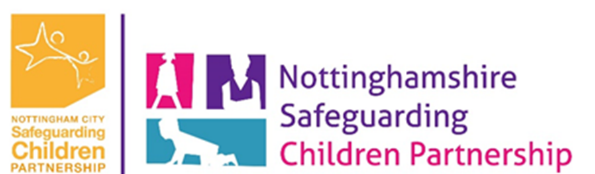 NOTTINGHAM CITY
Safeguarding
Children
PARTNERSHIP
Nottinghamshire
Safeguarding
Children Partnership